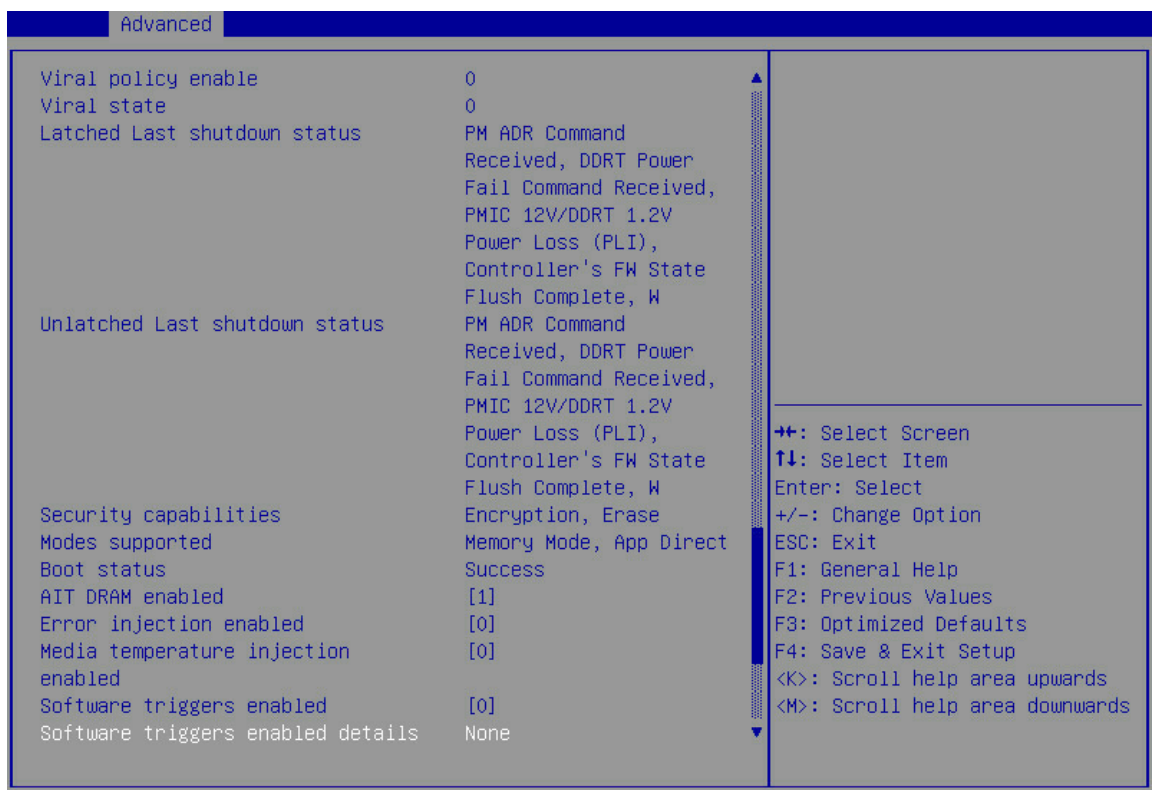 Advanced
Viral policy enable 0
Viral state 0
Latched Last shutdown status PM ADR Command
Received, DDRT Power
Fail Command Received,
PMIC 12V/DDRT 1.2V
Power Loss (PLI),
Controller's FW State
Flush Complete, W
Unlatched Last shutdown status PM ADR Command
Received, DDRT Power
Fail Command Received,
PMIC 12V/DDRT 1.2V
Power Loss (PLI),
Controller's FW State
Flush Complete, W
Security capabilities Encryption, Erase
Modes supported Memory Mode, App Direct
Boot status Success
AIT DRAM enabled [1]
Error injection enabled [0]
Media temperature injection [0]
enabled
Software triggers enabled [0]
Software triggers enabled details None
→←: Select Screen
↑↓: Select Item
Enter: Select
+/-: Change Option
ESC: Exit
F1: General Help
F2: Previous Values
F3: Optimized Defaults
F4: Save & Exit Setup
<K>: Scroll help area upwards
<M>: Scroll help area downwards